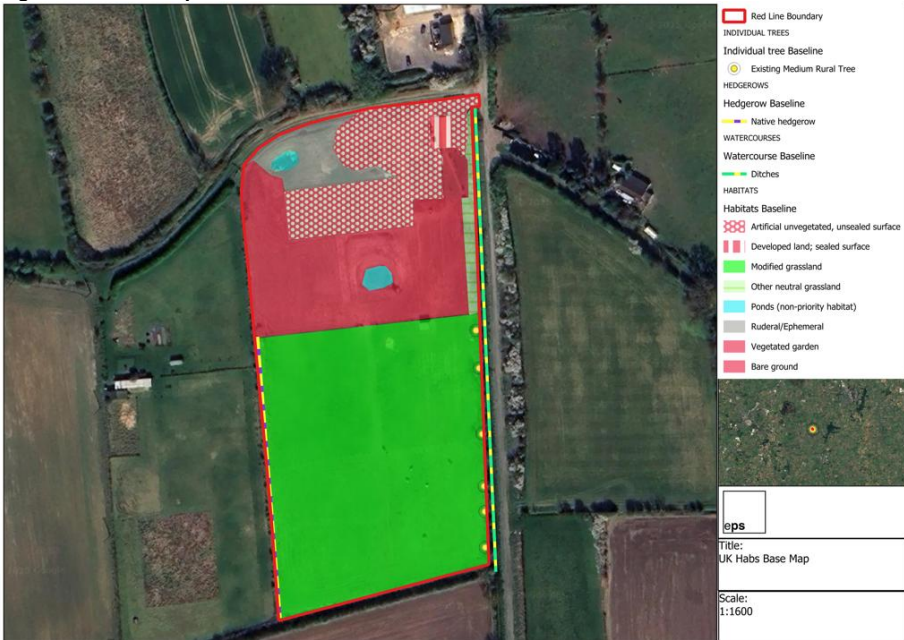 Red Line Boundary
INDIVIDUAL TREES
Individual tree Baseline
Existing Medium Rural Tree
HEDGEROWS
Hedgerow Baseline
Native hedgerow
WATERCOURSES
Watercourse Baseline
Ditches
HABITATS
Habitats Baseline
Artificial unvegetated, unsealed surface
Developed land; sealed surface
Modified grassland
Other neutral grassland
Ponds (non-priority habitat)
Ruderal/Ephemeral
Vegetated garden
Bare ground
eps
Title:
UK Habs Base Map
Scale:
1:1600